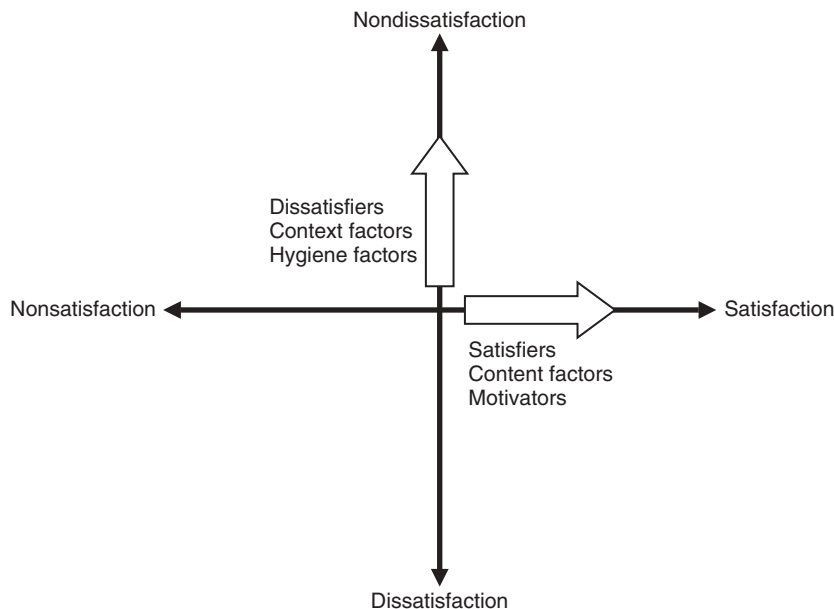 Nondissatisfaction
Dissatisfiers
Context factors
Hygiene factors
Nonsatisfaction
Satisfaction
Satisfiers
Content factors
Motivators
Dissatisfaction